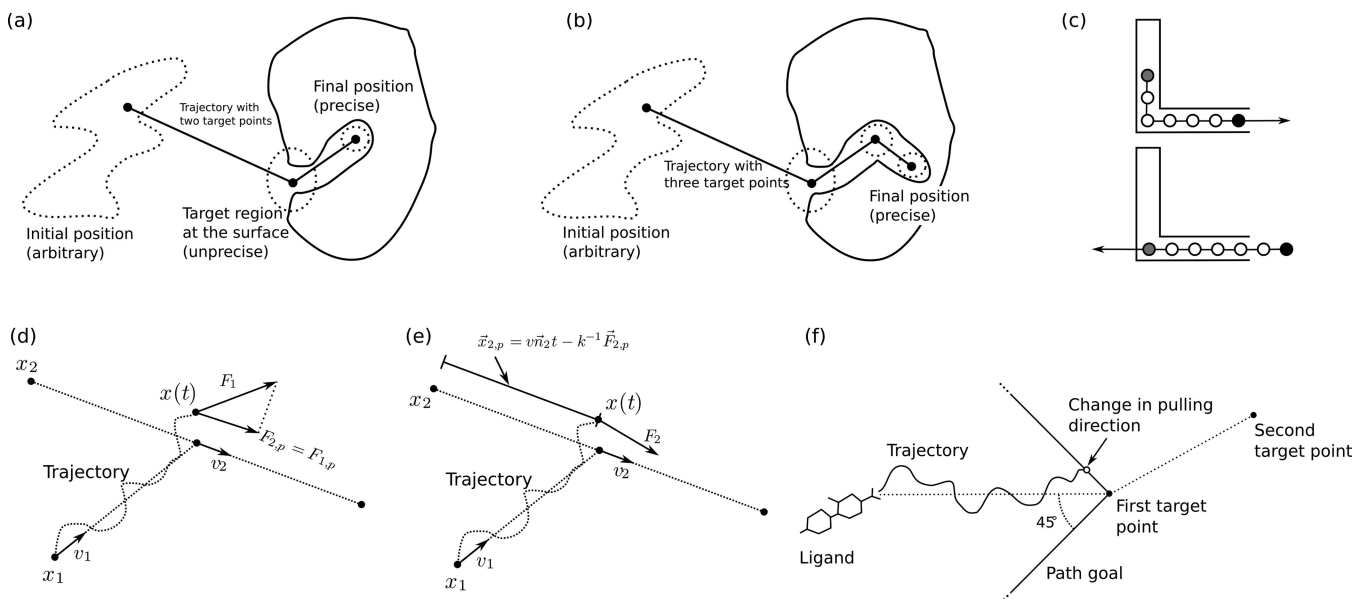 (a)
Final position
(precise)
Trajectory with
two target points
Target region
at the surface
(unprecise)
Initial position
(arbitrary)
(b)
Trajectory with
three target points
Final position
(precise)
Initial position
(arbitrary)
(c)
(d)
x₂
x(t)
F₁
F₂,ₚ = F₁,ₚ
v₂
Trajectory
v₁
x₁
(e)
x⃗₂,ₚ = vn⃗₂t − k⁻¹F⃗₂,ₚ
x₂
x(t)
F₂
v₂
Trajectory
v₁
x₁
(f)
Change in pulling
direction
Trajectory
Second
target point
First target
point
45°
Ligand
Path goal